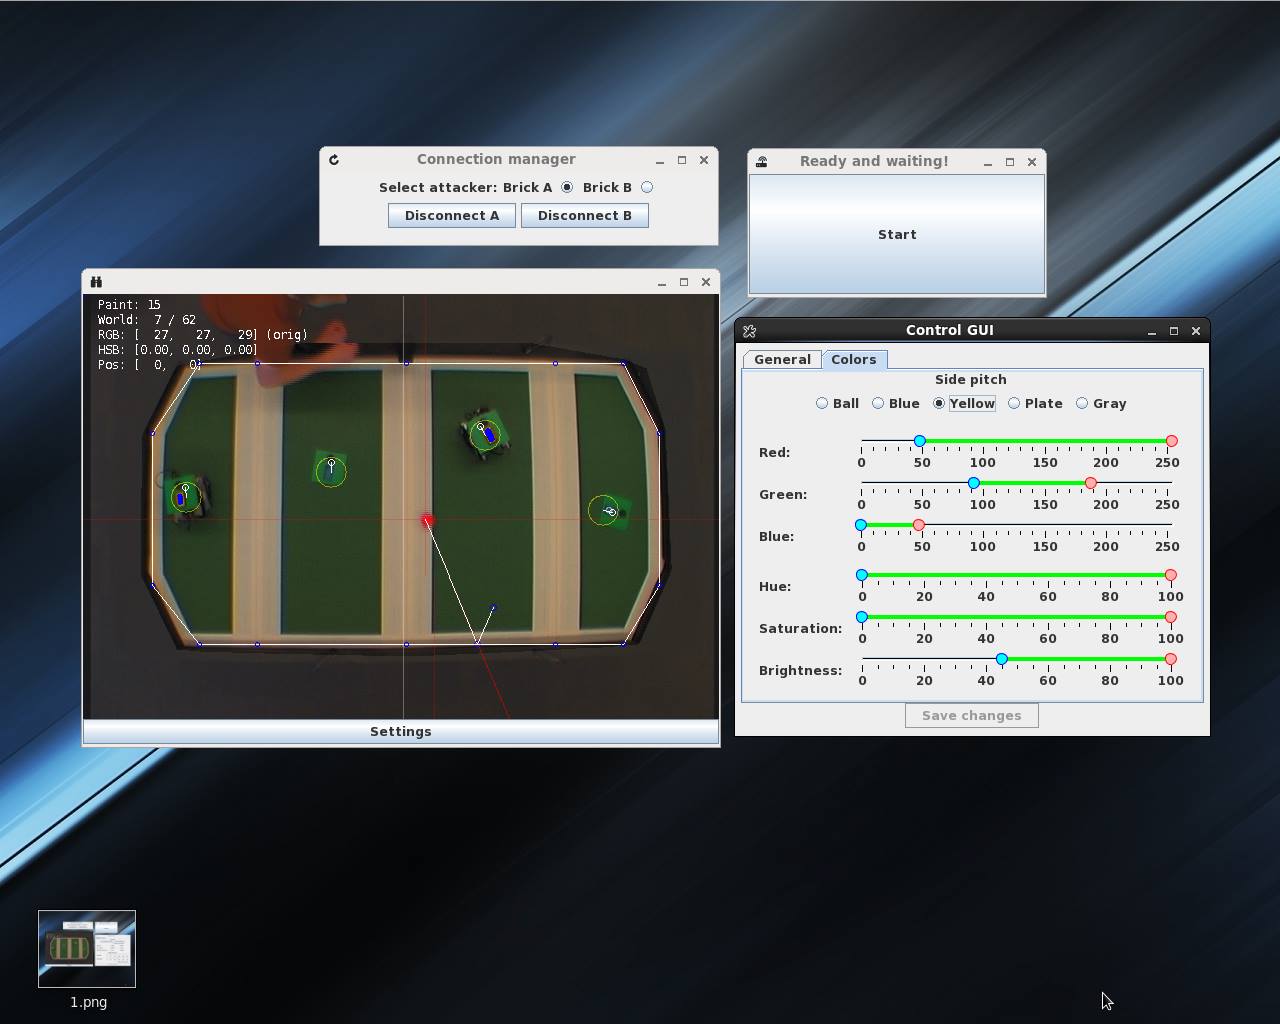 Connection manager
Select attacker: Brick A Brick B
Disconnect A Disconnect B
Ready and waiting!
Start
Paint: 15
World: 7 / 62
RGB: [ 27, 27, 29] (orig)
HSB: [0.00, 0.00, 0.00]
Pos: [ 0, 0]
Settings
Control GUI
General Colors
Side pitch
Ball Blue Yellow Plate Gray
Red:
0 50 100 150 200 250
Green:
0 50 100 150 200 250
Blue:
0 50 100 150 200 250
Hue:
0 20 40 60 80 100
Saturation:
0 20 40 60 80 100
Brightness:
0 20 40 60 80 100
Save changes
1.png